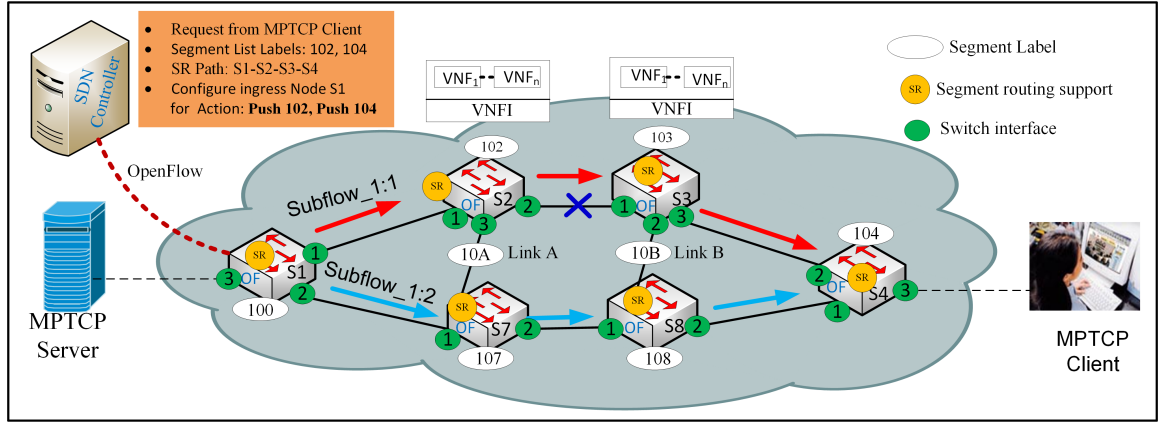 SDN
Controller
• Request from MPTCP Client
• Segment List Labels: 102, 104
• SR Path: S1-S2-S3-S4
• Configure ingress Node S1
for Action: Push 102, Push 104
VNF1
VNFn
VNFI
VNF1
VNFn
VNFI
Segment Label
SR
Segment routing support
Switch interface
OpenFlow
102
103
SR
S2
OF
1
2
3
SR
S3
OF
1
2
3
Subflow_1:1
10A
Link A
10B
Link B
104
SR
S1
OF
1
2
3
100
Subflow_1:2
SR
S4
OF
2
1
3
SR
S7
OF
1
2
107
SR
S8
OF
1
2
108
MPTCP
Server
MPTCP
Client